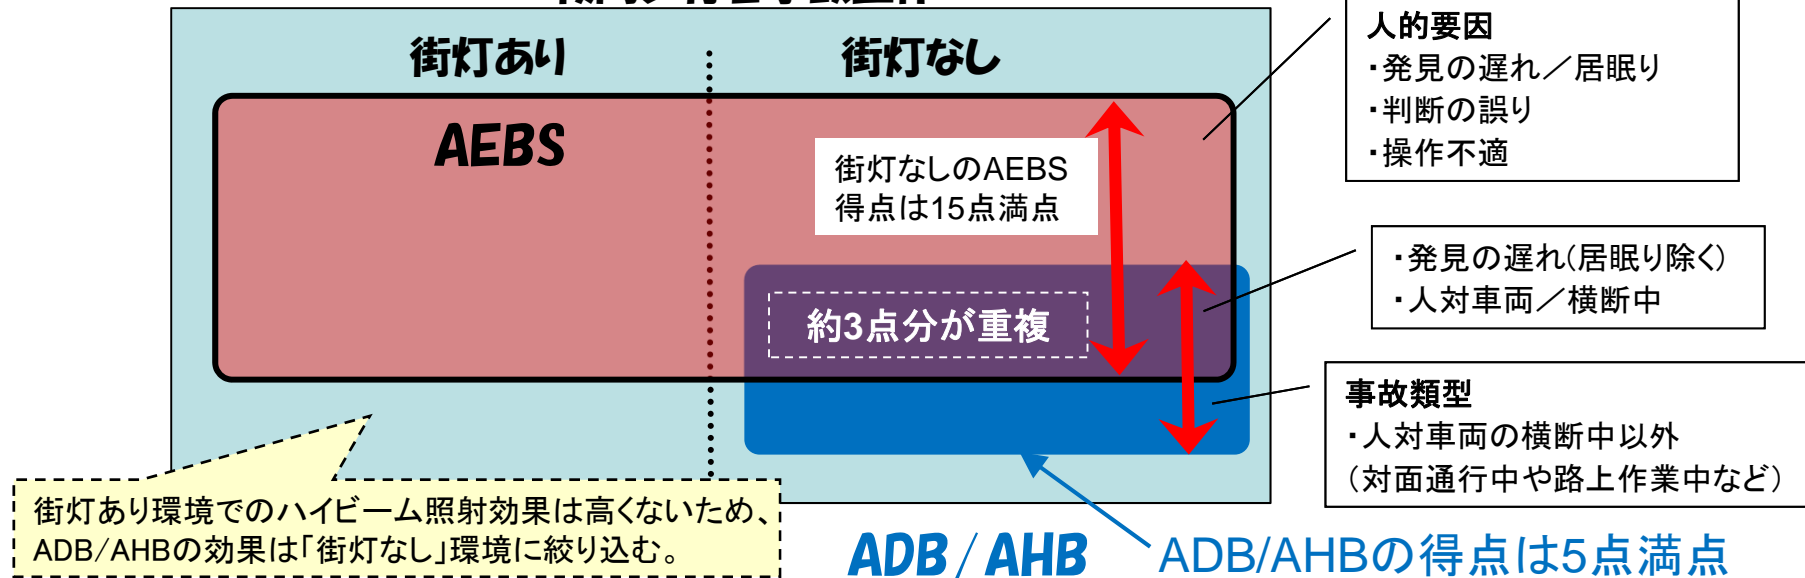 街灯あり
街灯なし
AEBS
街灯なしのAEBS
得点は15点満点
約3点分が重複
人的要因
・発見の遅れ／居眠り
・判断の誤り
・操作不適
・発見の遅れ(居眠り除く)
・人対車両／横断中
事故類型
・人対車両の横断中以外
（対面通行中や路上作業中など）
街灯あり環境でのハイビーム照射効果は高くないため、
ADB/AHBの効果は「街灯なし」環境に絞り込む。
ADB/AHB
ADB/AHBの得点は5点満点